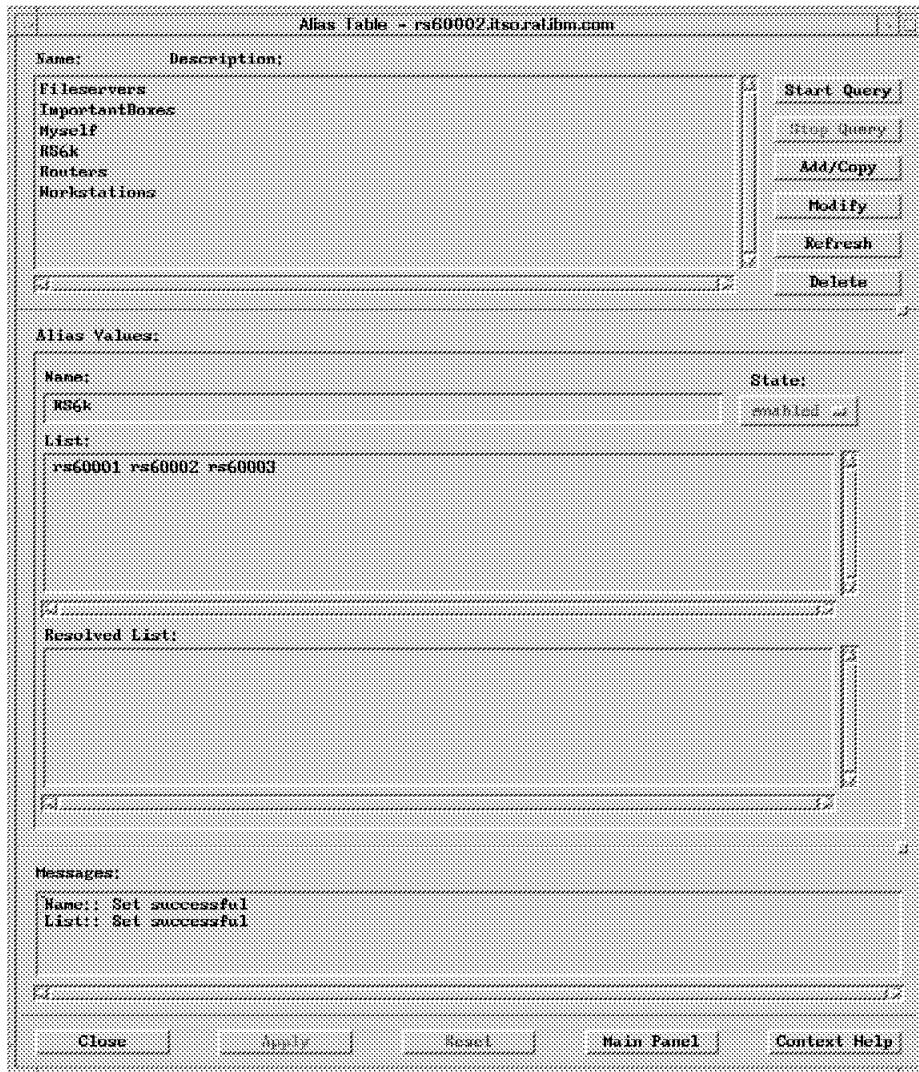 Alias Table - rs60002.itso.ral.ibm.com
Name: Description:
Fileservers
ImportantBoxes
Myself
RS6k
Routers
Workstations
Start Query
Stop Query
Add/Copy
Modify
Refresh
Delete
Alias Values:
Name:
RS6k
State:
enabled
List:
rs60001 rs60002 rs60003
Resolved List:
Messages:
Name:: Set successful
List:: Set successful
Close
Apply
Reset
Main Panel
Context Help